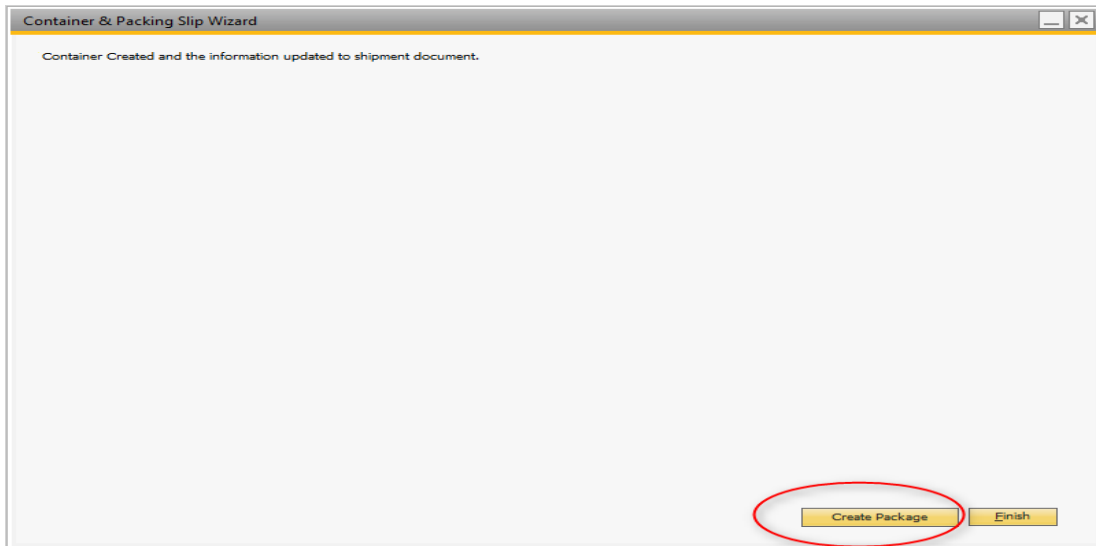 Container & Packing Slip Wizard
Container Created and the information updated to shipment document.
Create Package
Finish